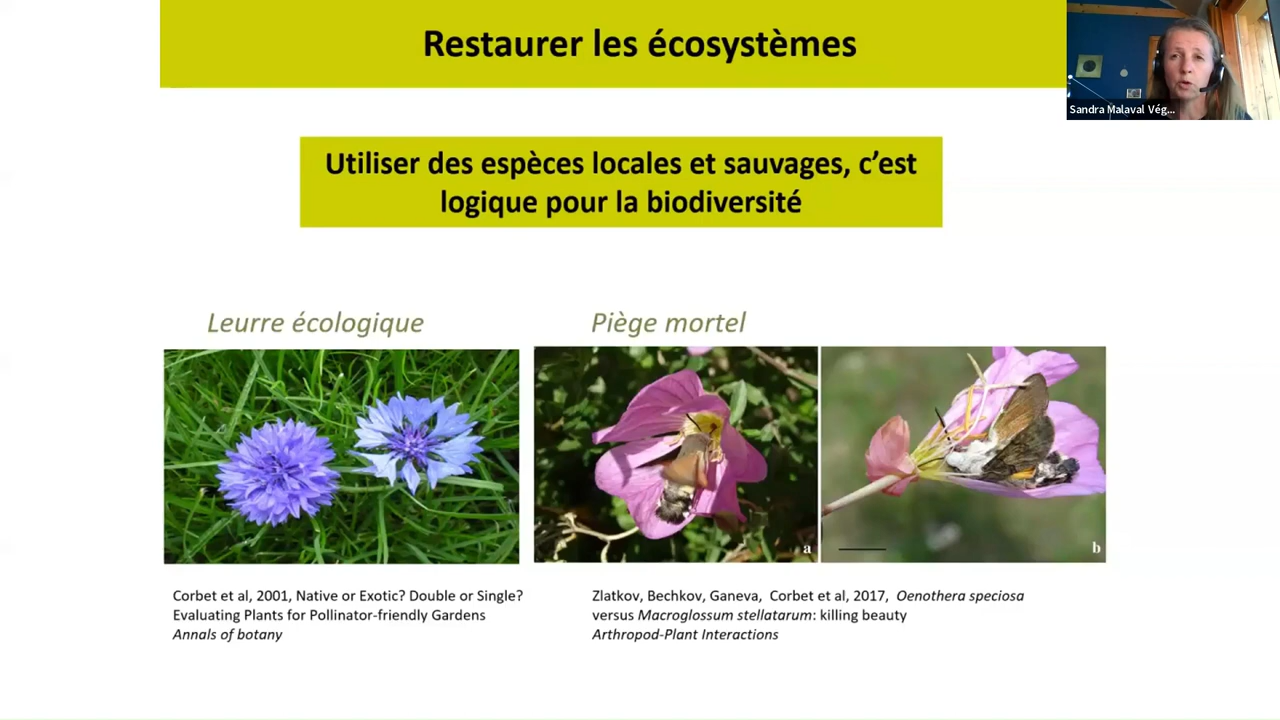 Restaurer les écosystèmes
Sandra Malaval Vég...
Utiliser des espèces locales et sauvages, c’est
logique pour la biodiversité
Leurre écologique
Piège mortel
a
b
Corbet et al, 2001, Native or Exotic? Double or Single?
Evaluating Plants for Pollinator-friendly Gardens
Annals of botany
Zlatkov, Bechkov, Ganeva, Corbet et al, 2017, Oenothera speciosa
versus Macroglossum stellatarum: killing beauty
Arthropod-Plant Interactions